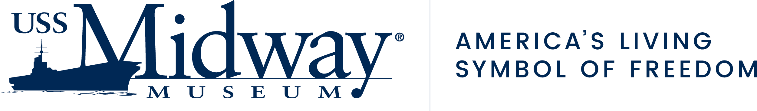 USS
Midway®
MUSEUM
AMERICA'S LIVING
SYMBOL OF FREEDOM